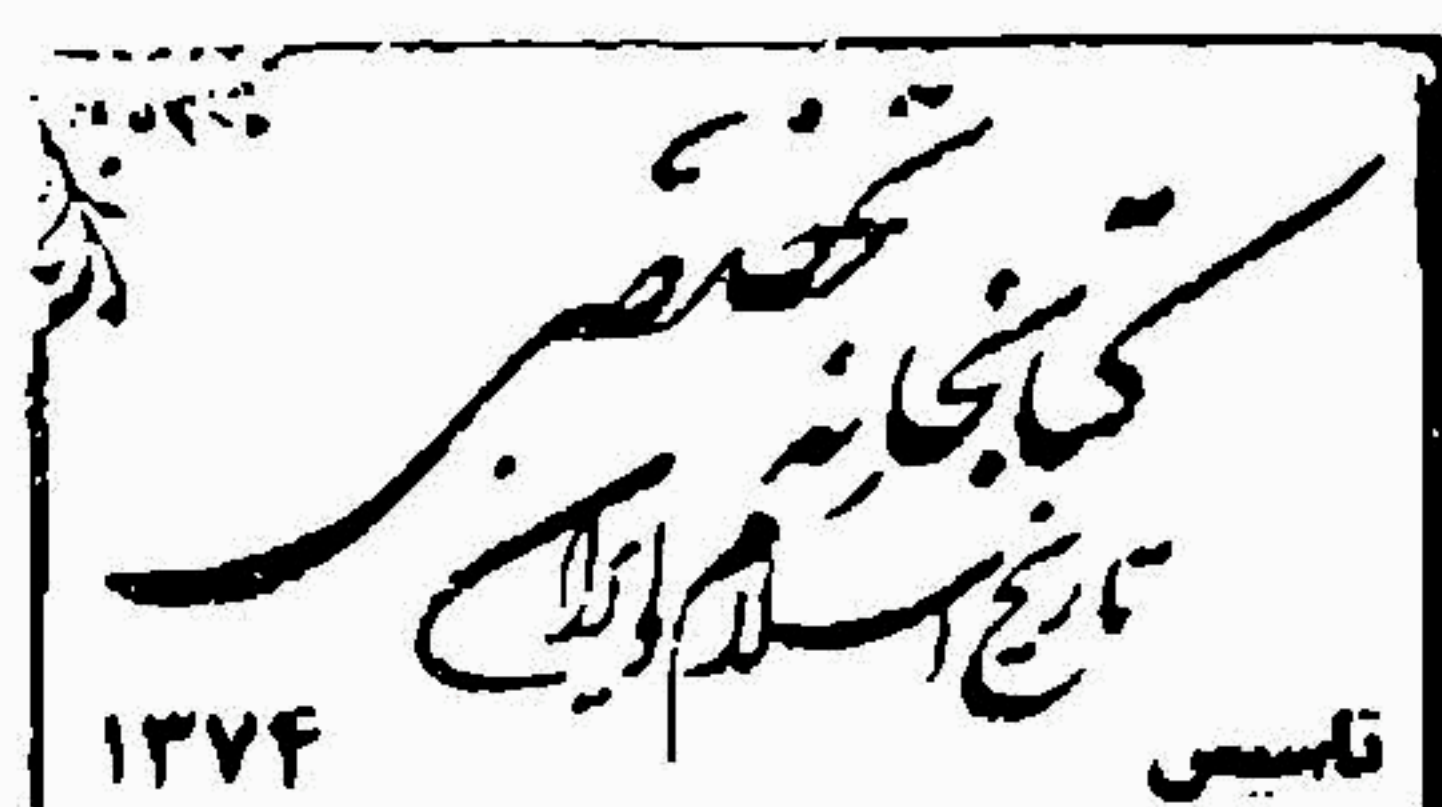 کتابخانه تخصصی
تاریخ اسلام و ایران
تاسیس ۱۳۷۴